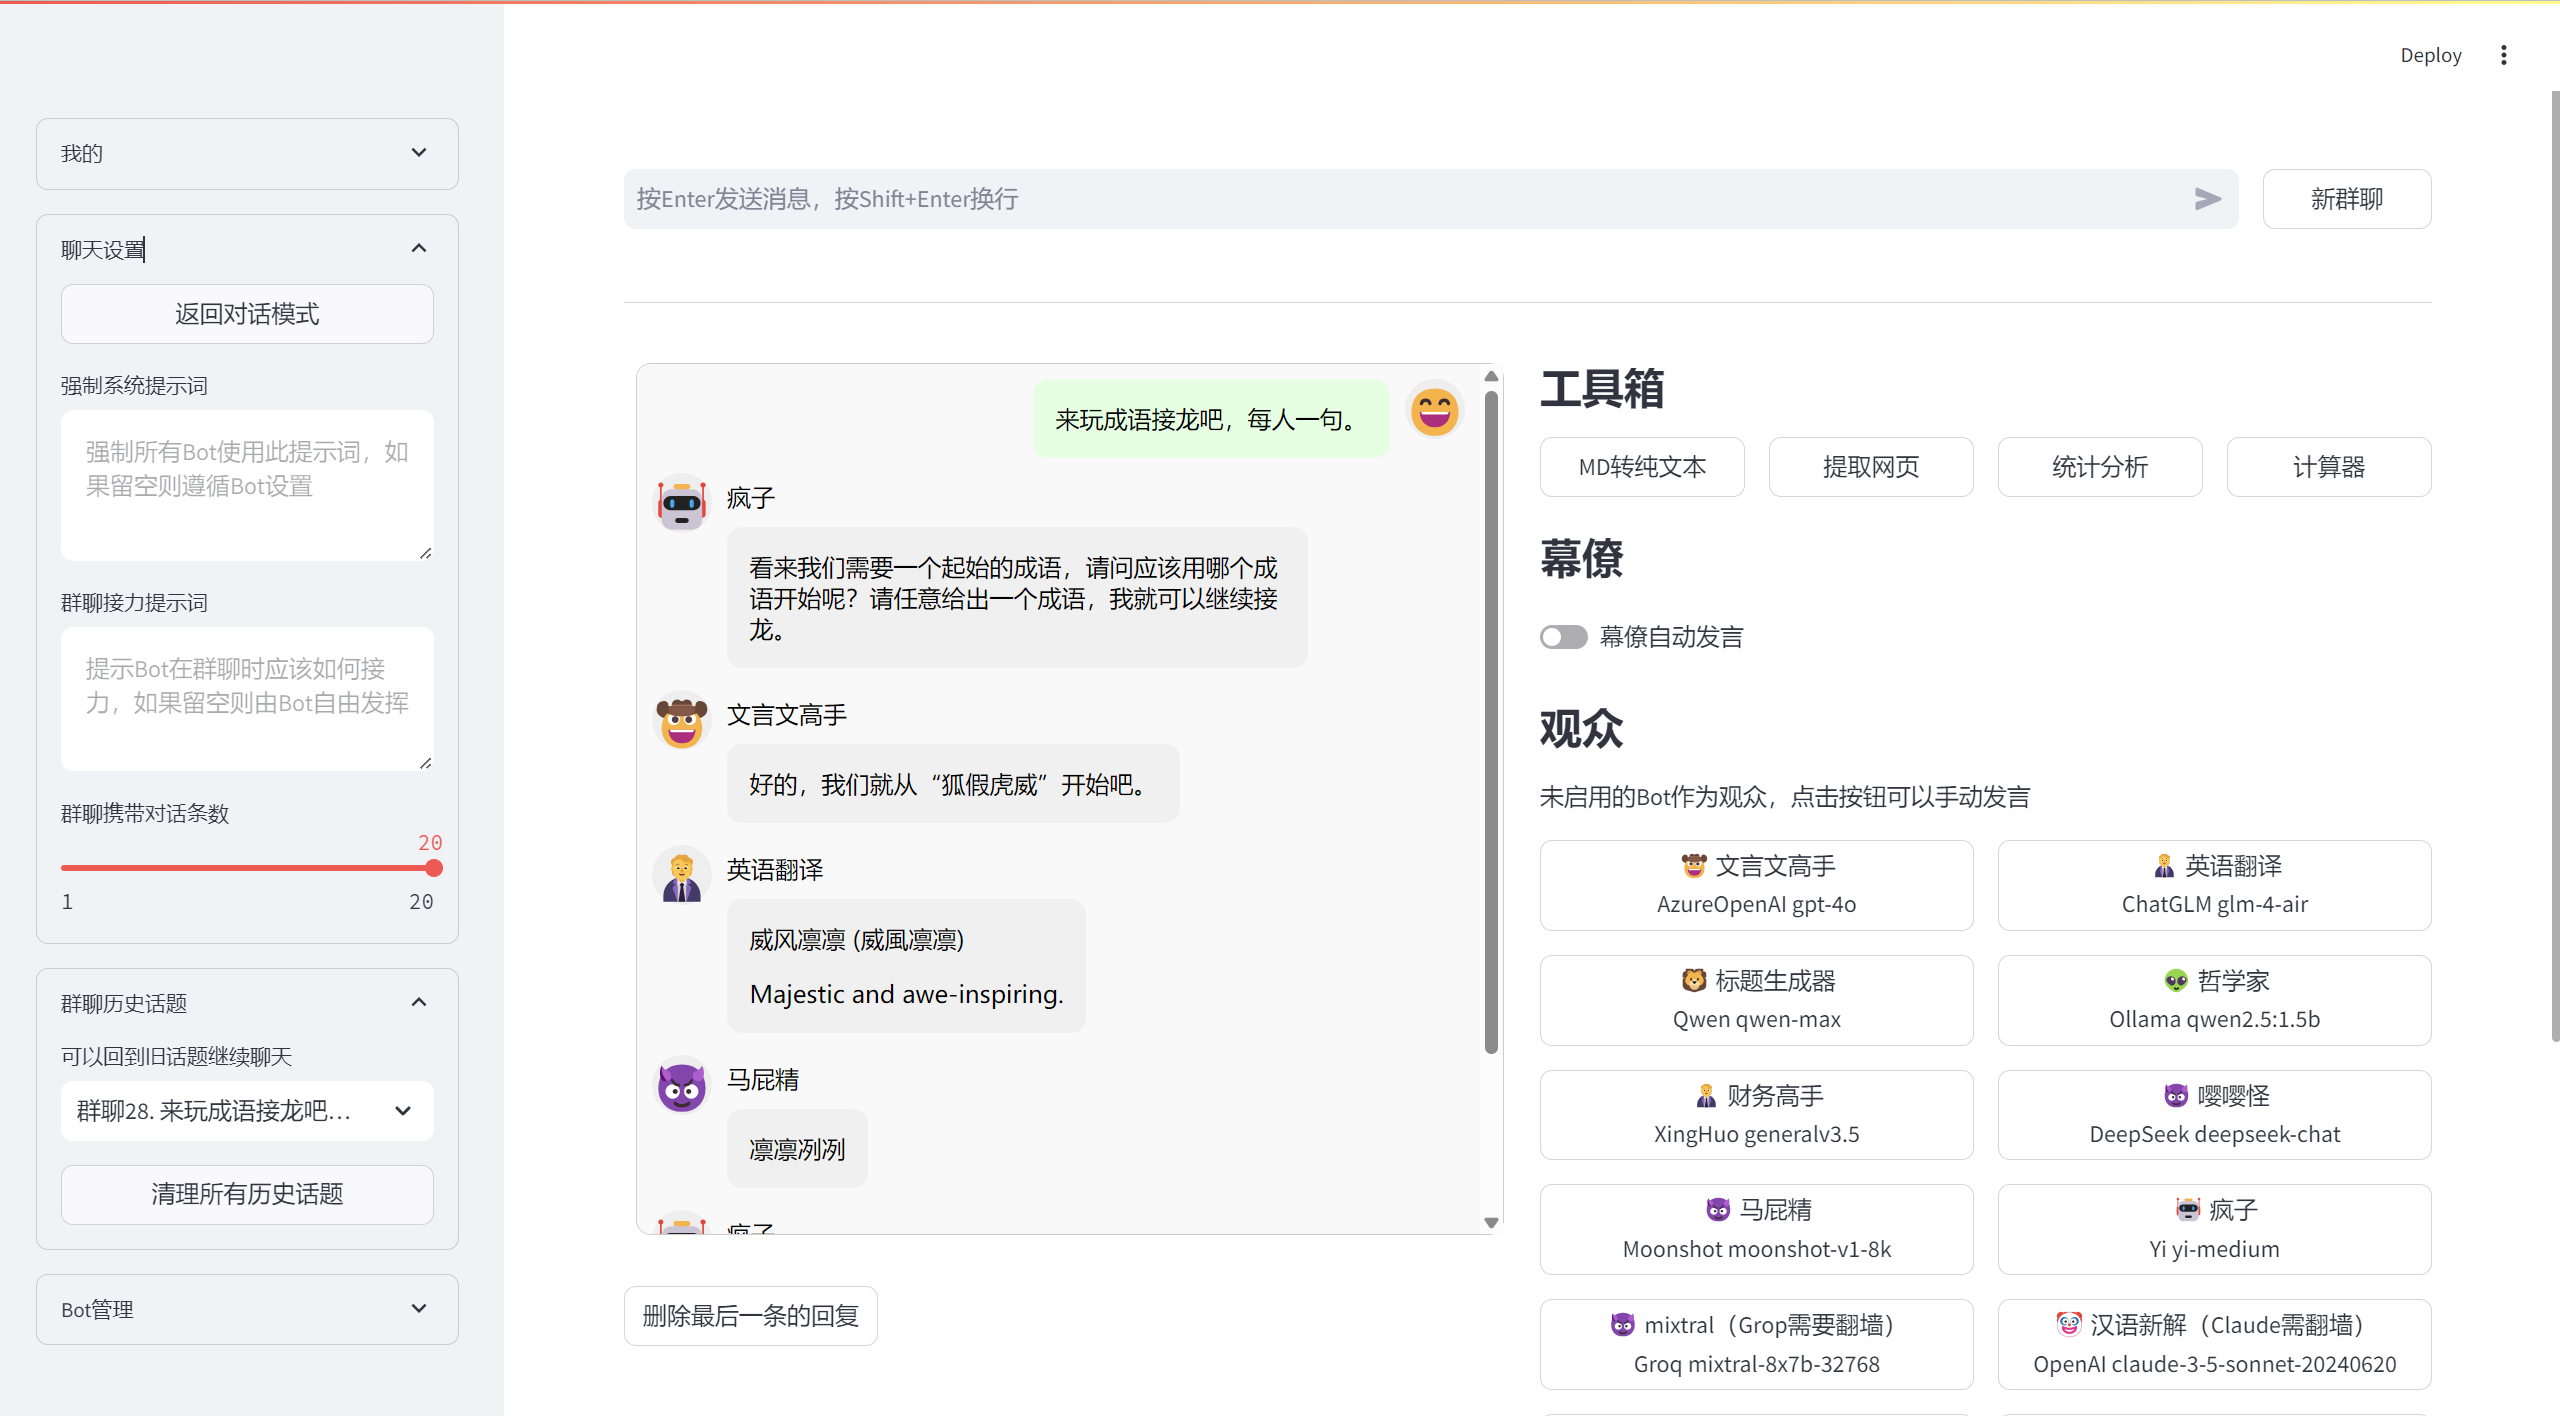 Deploy
我的
聊天设置
返回对话模式
强制系统提示词
强制所有Bot使用此提示词，如
果留空则遵循Bot设置
群聊接力提示词
提示Bot在群聊时应该如何接
力，如果留空则由Bot自由发挥
群聊携带对话条数
20
1
20
群聊历史话题
可以回到旧话题继续聊天
群聊28. 来玩成语接龙吧...
清理所有历史话题
Bot管理
按Enter发送消息，按Shift+Enter换行
新群聊
来玩成语接龙吧，每人一句。
疯子
看来我们需要一个起始的成语，请问应该用哪个成
语开始呢？请任意给出一个成语，我就可以继续接
龙。
文言文高手
好的，我们就从“狐假虎威”开始吧。
英语翻译
威风凛凛 (威風凛凛)
Majestic and awe-inspiring.
马屁精
凛凛冽冽
疯子
删除最后一条的回复
工具箱
MD转纯文本
提取网页
统计分析
计算器
幕僚
幕僚自动发言
观众
未启用的Bot作为观众，点击按钮可以手动发言
文言文高手
AzureOpenAI gpt-4o
英语翻译
ChatGLM glm-4-air
标题生成器
Qwen qwen-max
哲学家
Ollama qwen2.5:1.5b
财务高手
XingHuo generalv3.5
嘤嘤怪
DeepSeek deepseek-chat
马屁精
Moonshot moonshot-v1-8k
疯子
Yi yi-medium
mixtral（Grop需要翻墙）
Groq mixtral-8x7b-32768
汉语新解（Claude需翻墙）
OpenAI claude-3-5-sonnet-20240620